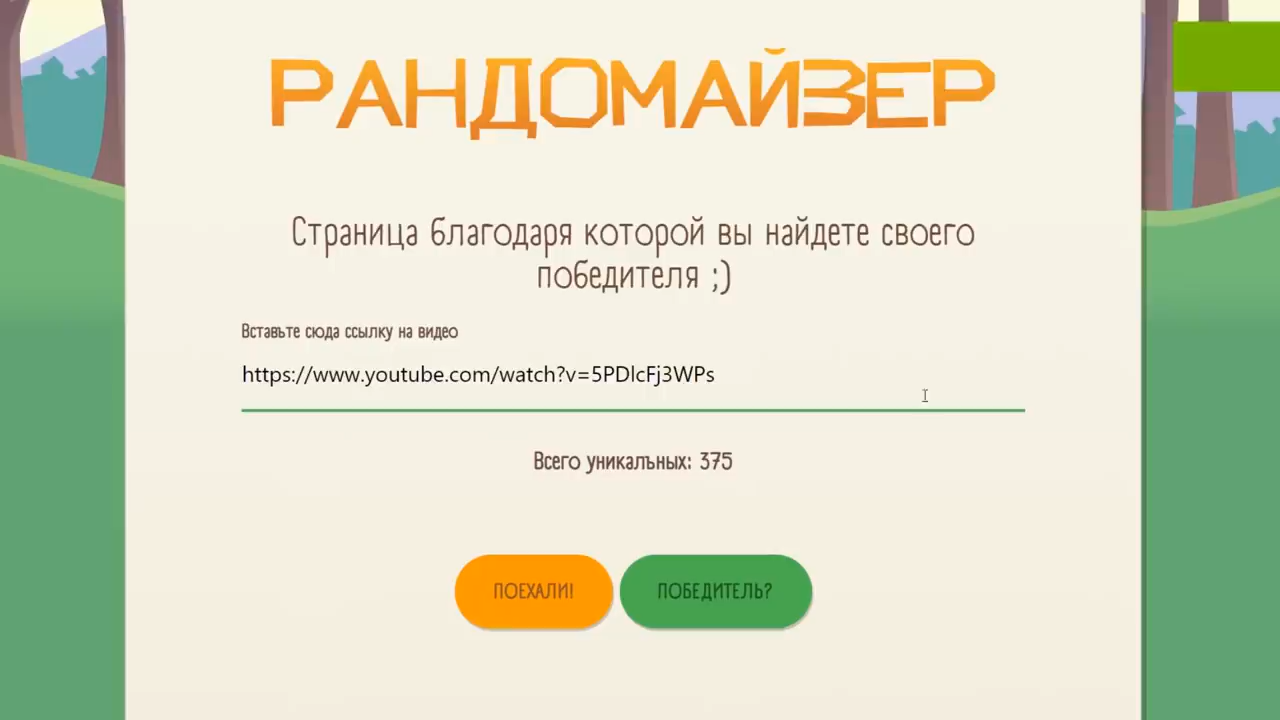 РАНДОМАЙЗЕР
Страница благодаря которой вы найдете своего
победителя ;)
Вставьте сюда ссылку на видео
https://www.youtube.com/watch?v=5PDlcFj3WPs
Всего уникальных: 375
ПОЕХАЛИ! ПОБЕДИТЕЛЬ?